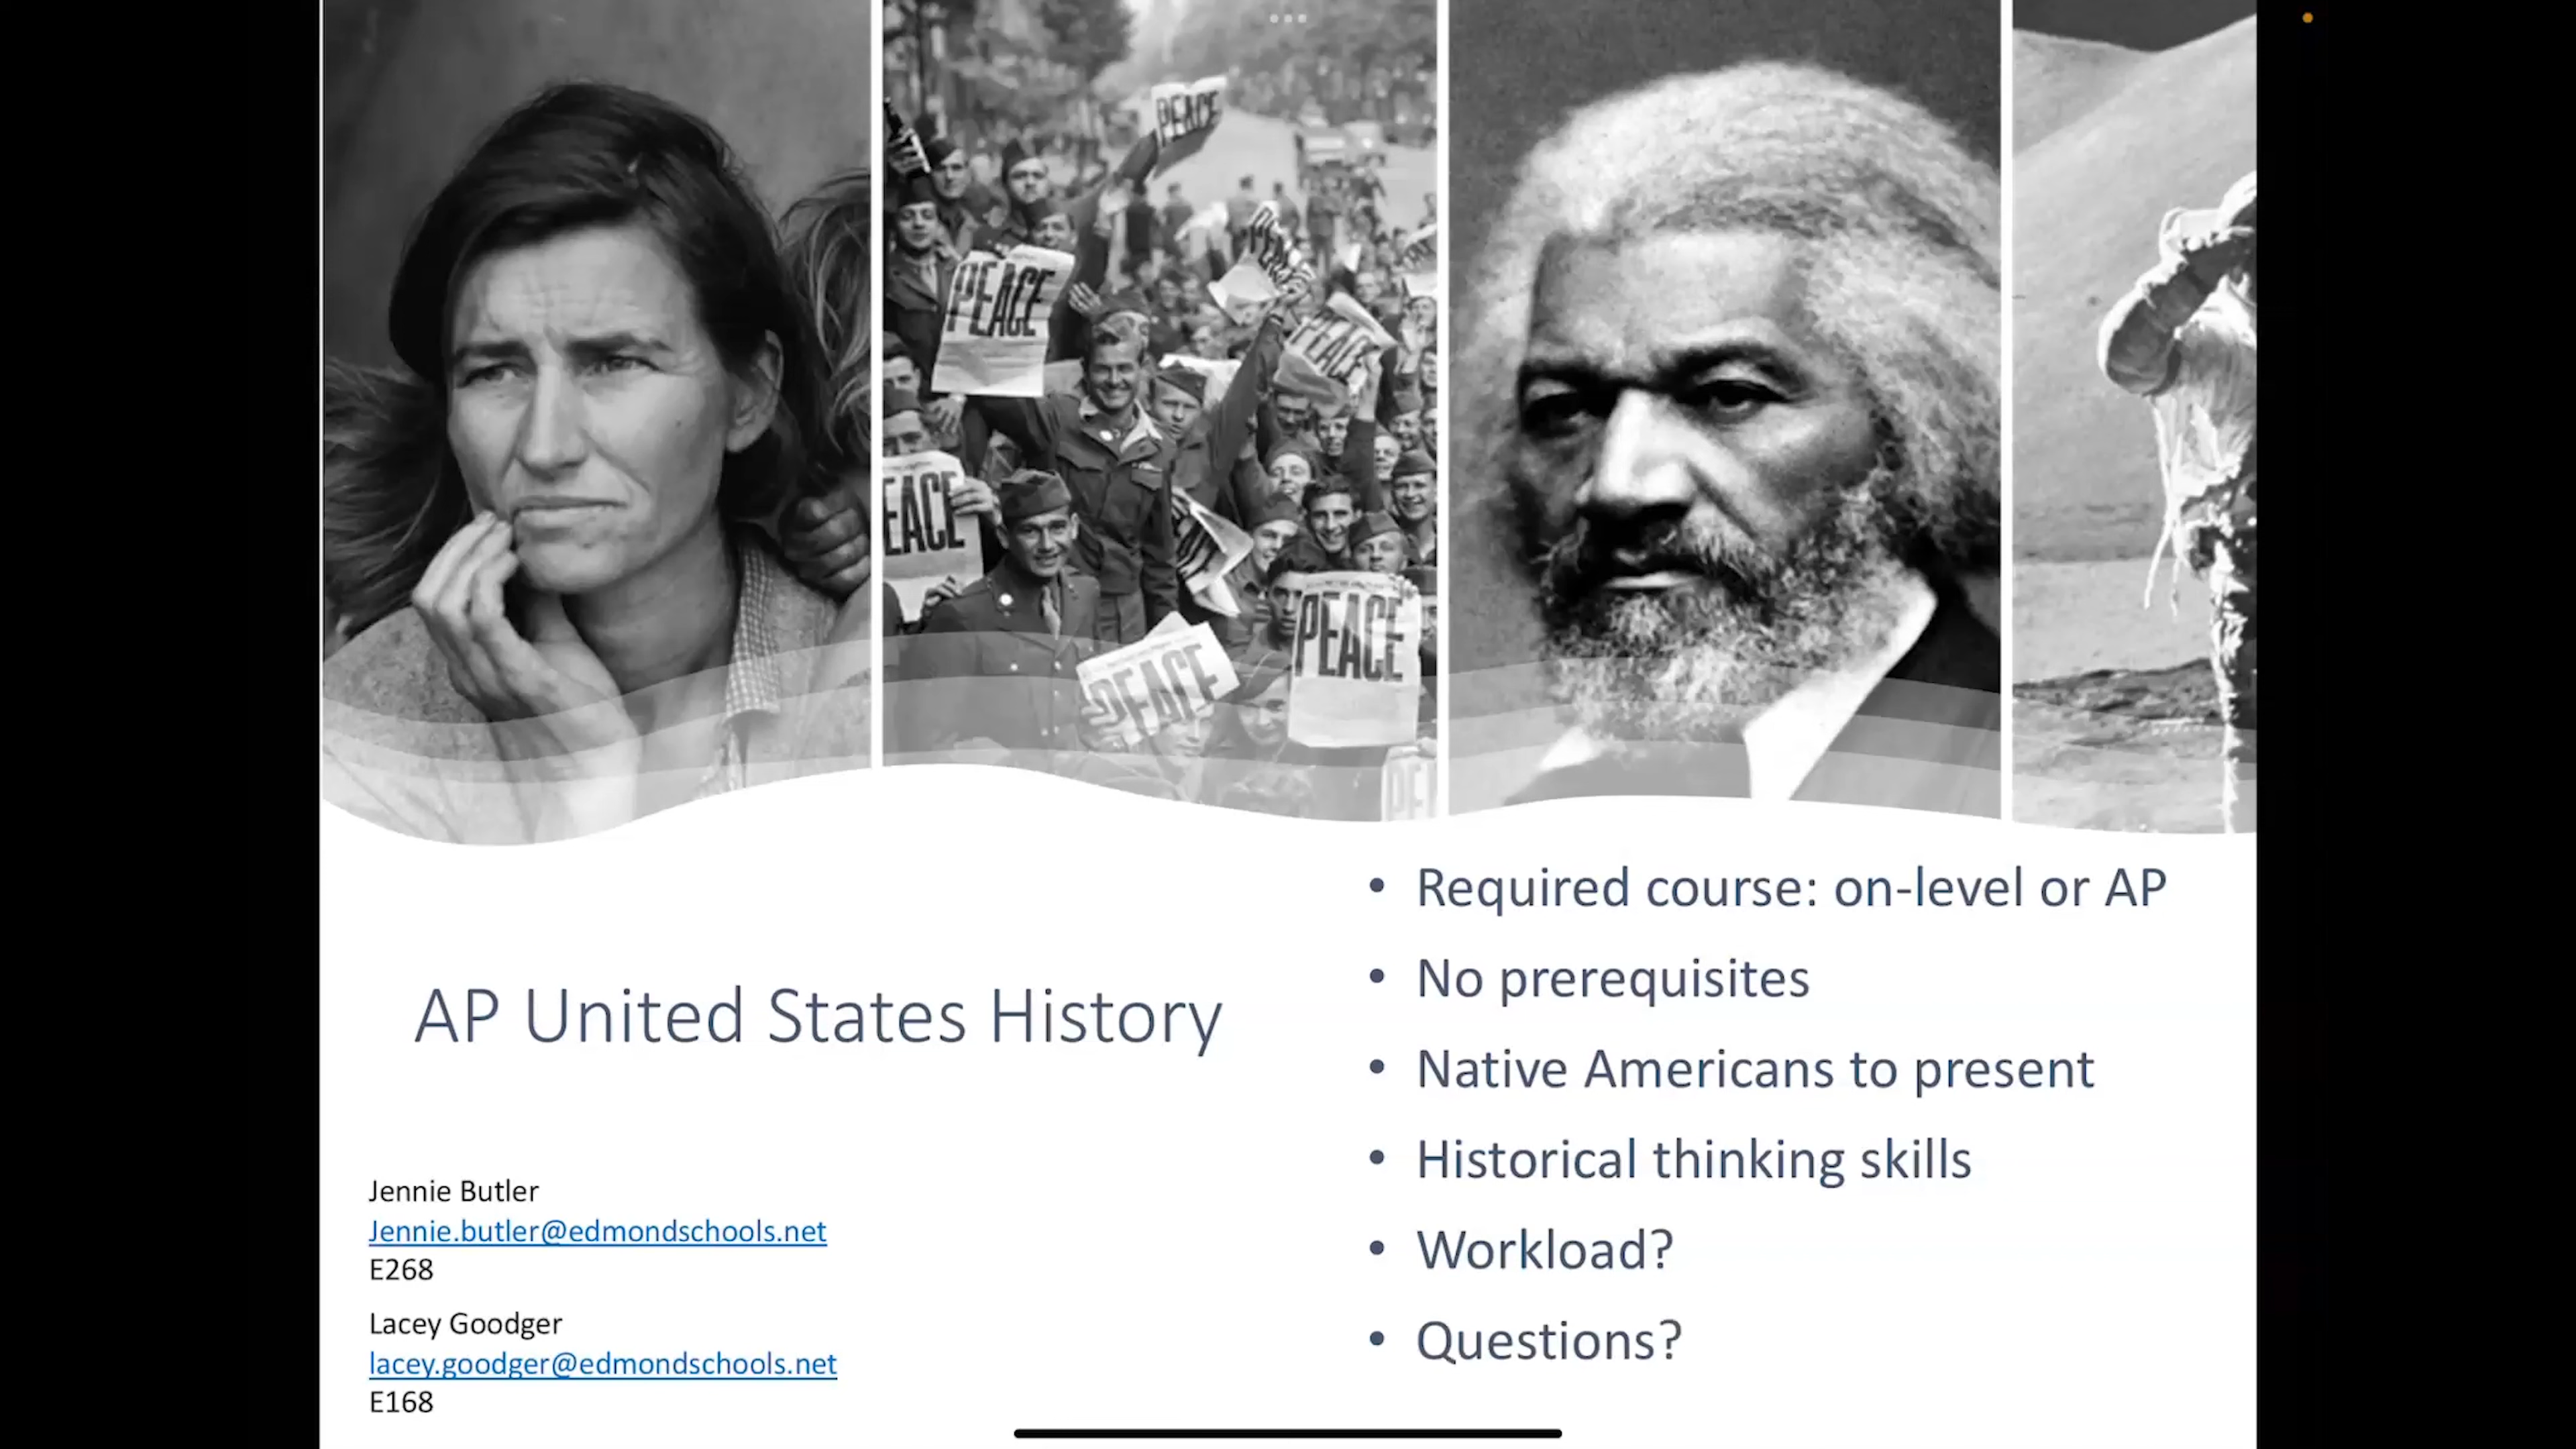 PEACE
PEACE
PEACE
PEACE
EACE
PEACE
PEACE
AP United States History
Jennie Butler
Jennie.butler@edmondschools.net
E268
Lacey Goodger
lacey.goodger@edmondschools.net
E168
• Required course: on-level or AP
• No prerequisites
• Native Americans to present
• Historical thinking skills
• Workload?
• Questions?